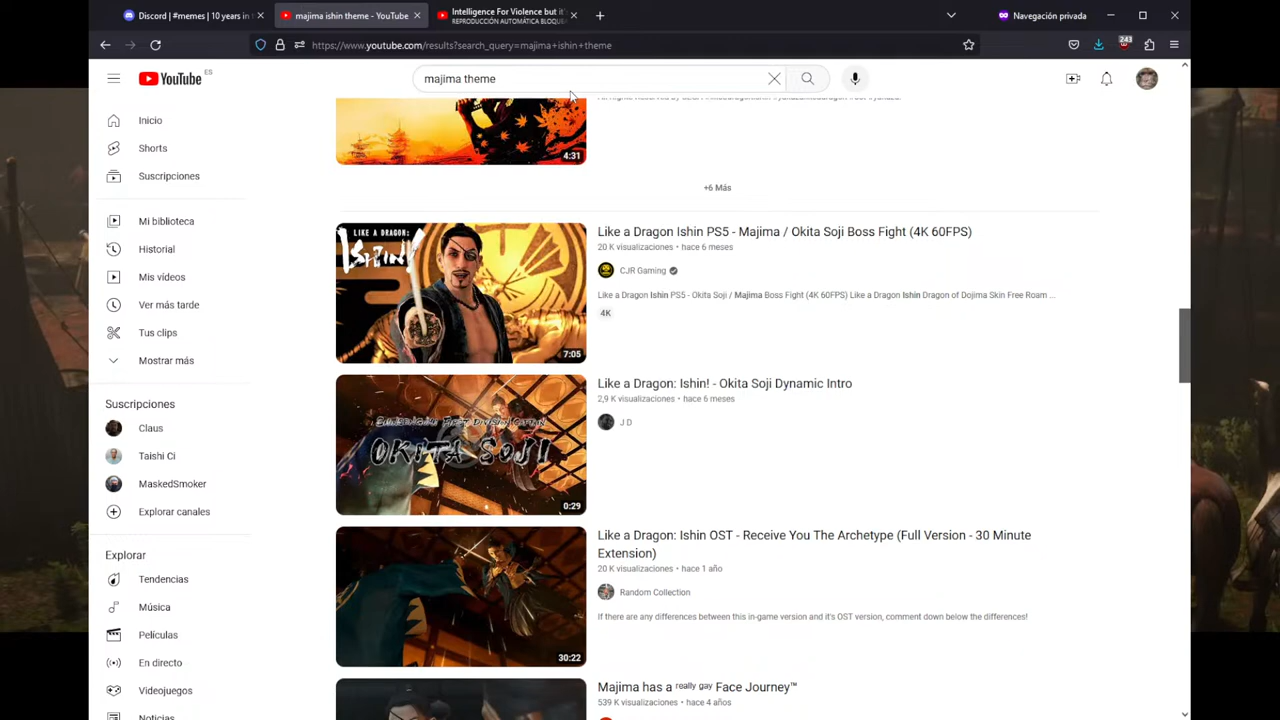 Discord | #memes | 10 years in t
majima ishin theme - YouTube
Intelligence For Violence but it's
REPRODUCCIÓN AUTOMÁTICA BLOQUE
Navegación privada
https://www.youtube.com/results?search_query=majima+ishin+theme
243
YouTube ES
majima theme
Inicio
Shorts
Suscripciones
Mi biblioteca
Historial
Mis vídeos
Ver más tarde
Tus clips
Mostrar más
Suscripciones
Claus
Taishi Ci
MaskedSmoker
Explorar canales
Explorar
Tendencias
Música
Películas
En directo
Videojuegos
Noticias
4:31
+6 Más
LIKE A DRAGON:
ISHIN!
7:05
Like a Dragon Ishin PS5 - Majima / Okita Soji Boss Fight (4K 60FPS)
20 K visualizaciones • hace 6 meses
CJR Gaming
Like a Dragon Ishin PS5 - Okita Soji / Majima Boss Fight (4K 60FPS) Like a Dragon Ishin Dragon of Dojima Skin Free Roam ...
4K
SHINSENGUMI FIRST DIVISION CAPTAIN
OKITA SOJI
0:29
Like a Dragon: Ishin! - Okita Soji Dynamic Intro
2,9 K visualizaciones • hace 6 meses
J D
30:22
Like a Dragon: Ishin OST - Receive You The Archetype (Full Version - 30 Minute
Extension)
20 K visualizaciones • hace 1 año
Random Collection
If there are any differences between this in-game version and it's OST version, comment down below the differences!
Majima has a really gay Face Journey™
539 K visualizaciones • hace 4 años